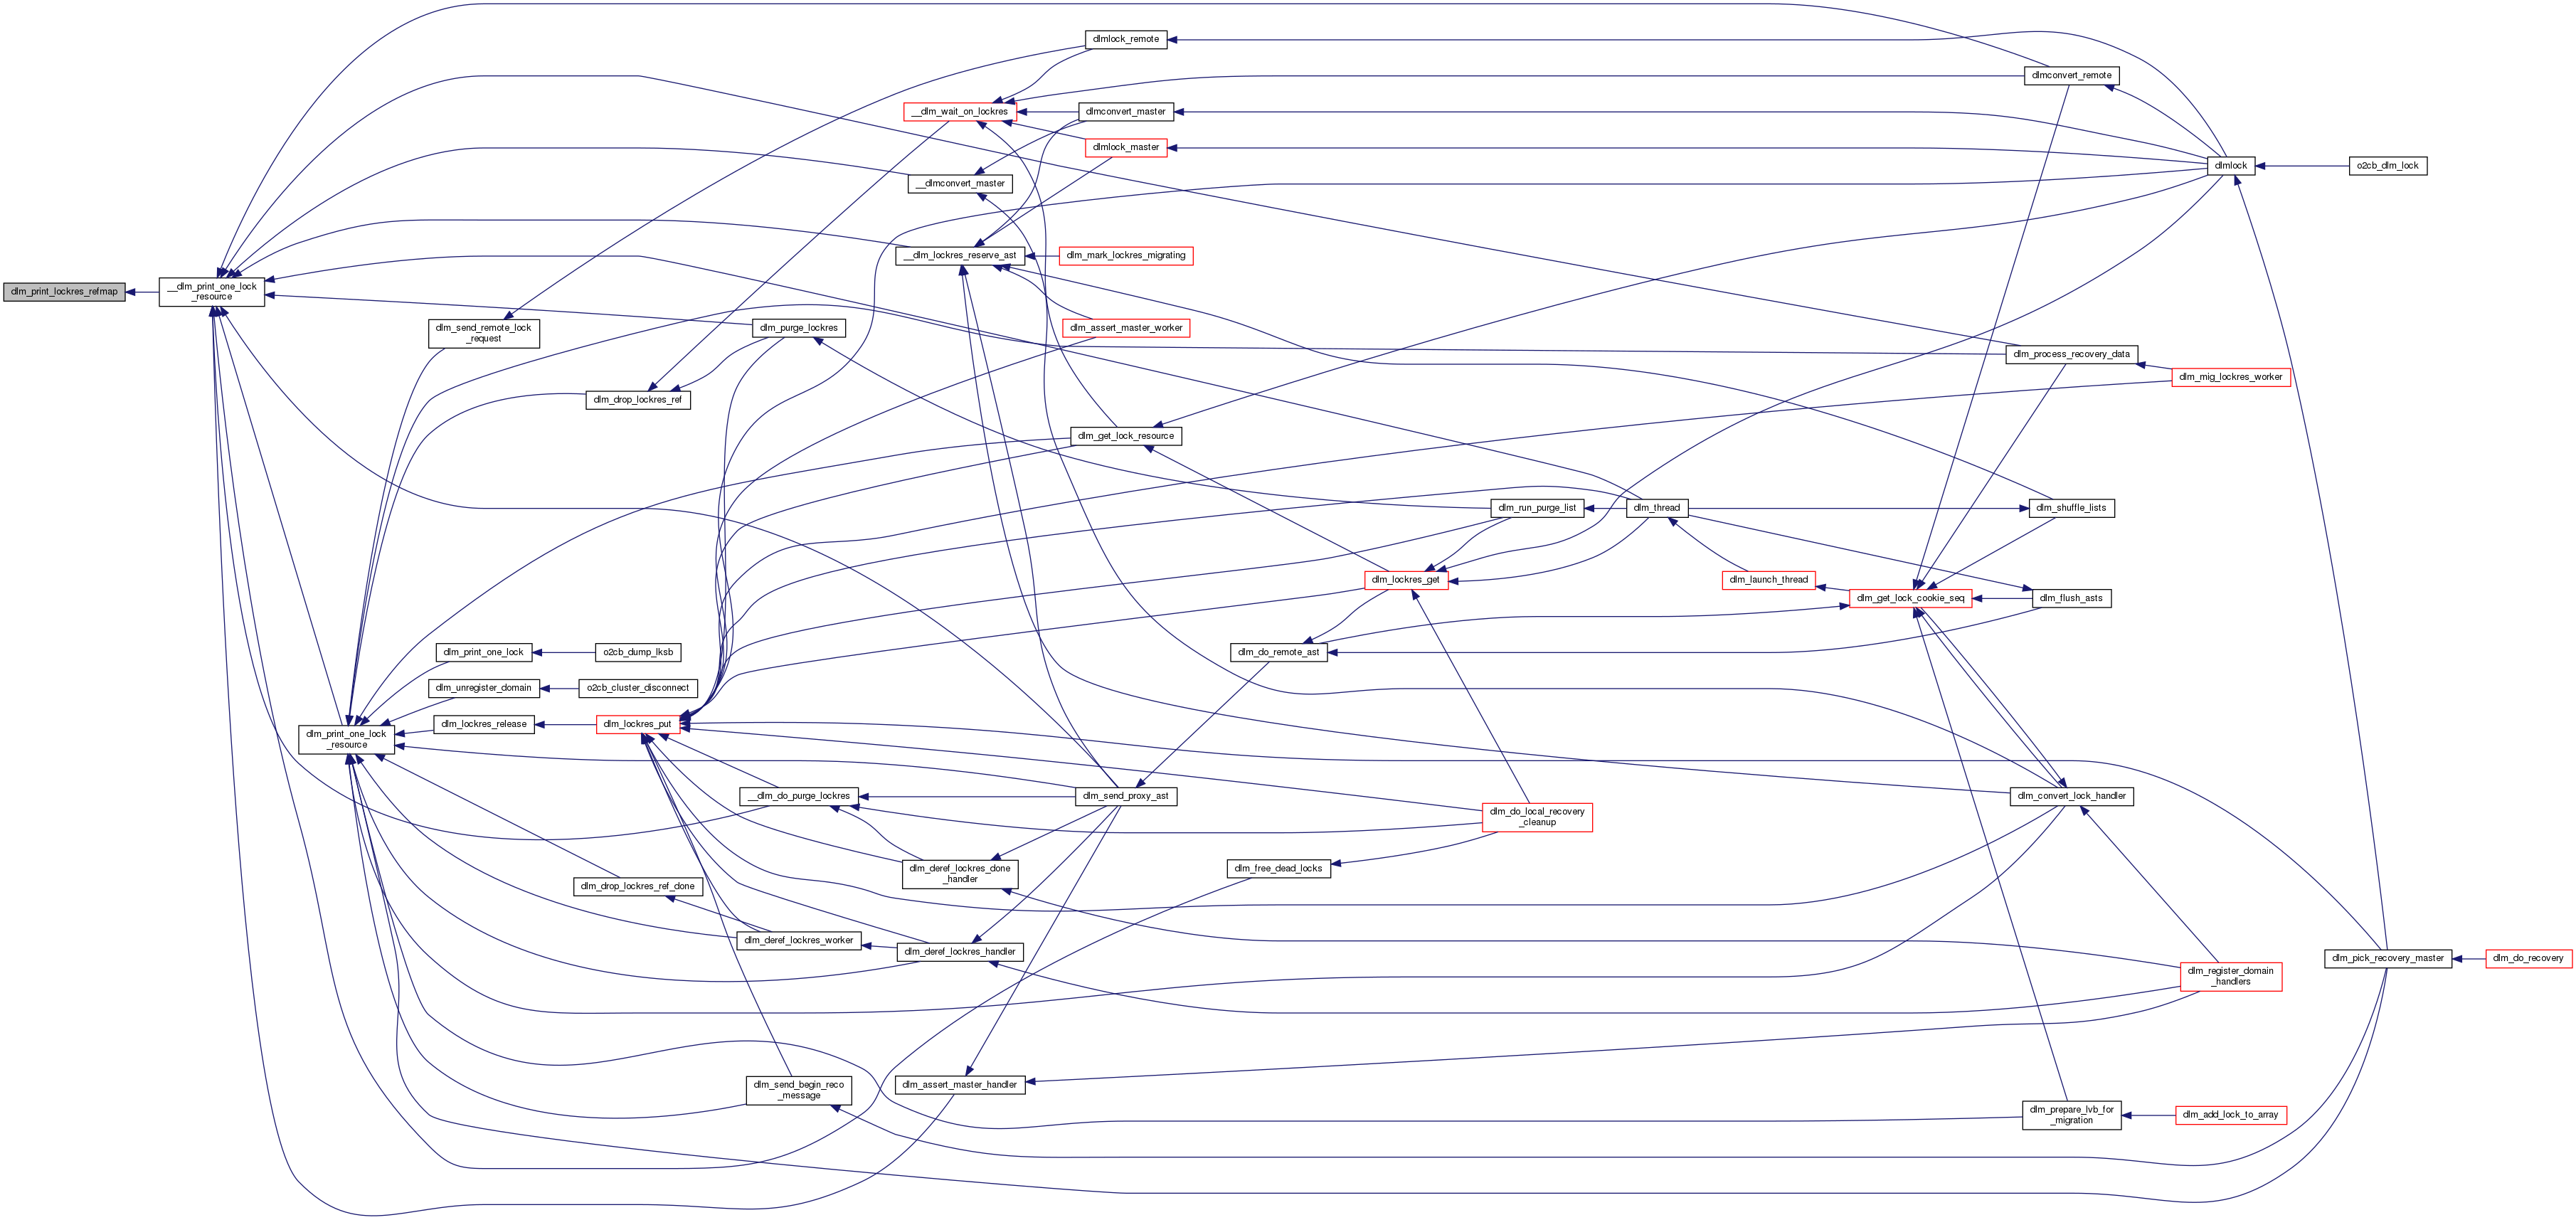 dlm_print_lockres_refmap
__dlm_print_one_lock
_resource
dlm_send_remote_lock
_request
dlm_print_one_lock
dlm_unregister_domain
dlm_lockres_release
dlm_print_one_lock
_resource
dlm_drop_lockres_ref
o2cb_dump_lksb
o2cb_cluster_disconnect
dlm_lockres_put
dlm_drop_lockres_ref_done
dlm_purge_lockres
__dlm_do_purge_lockres
dlm_deref_lockres_worker
dlm_send_begin_reco
_message
__dlm_wait_on_lockres
__dlmconvert_master
__dlm_lockres_reserve_ast
dlm_deref_lockres_done
_handler
dlm_deref_lockres_handler
dlm_assert_master_handler
dlmlock_remote
dlmconvert_master
dlmlock_master
dlm_mark_lockres_migrating
dlm_assert_master_worker
dlm_get_lock_resource
dlm_send_proxy_ast
dlm_do_remote_ast
dlm_free_dead_locks
dlm_lockres_get
dlm_run_purge_list
dlm_do_local_recovery
_cleanup
dlm_thread
dlm_launch_thread
dlm_get_lock_cookie_seq
dlmconvert_remote
dlm_process_recovery_data
dlm_shuffle_lists
dlm_flush_asts
dlm_convert_lock_handler
dlm_prepare_lvb_for
_migration
dlmlock
dlm_mig_lockres_worker
dlm_register_domain
_handlers
dlm_add_lock_to_array
o2cb_dlm_lock
dlm_pick_recovery_master
dlm_do_recovery